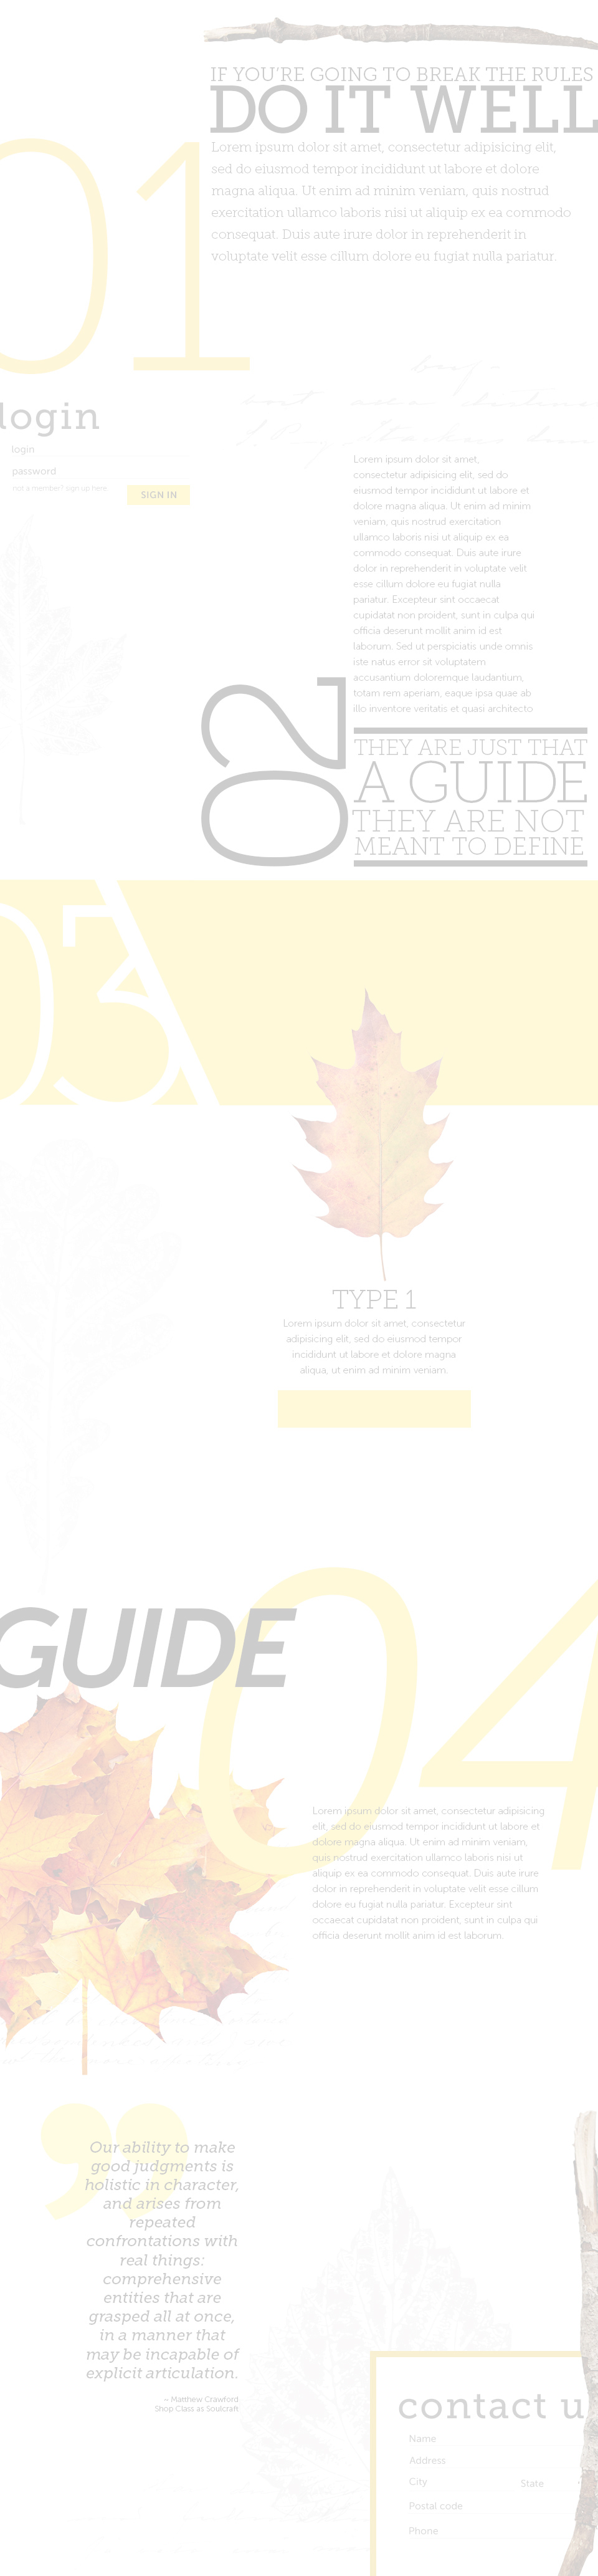 IF YOU'RE GOING TO BREAK THE RULES
DO IT WELL
01
Lorem ipsum dolor sit amet, consectetur adipisicing elit,
sed do eiusmod tempor incididunt ut labore et dolore
magna aliqua. Ut enim ad minim veniam, quis nostrud
exercitation ullamco laboris nisi ut aliquip ex ea commodo
consequat. Duis aute irure dolor in reprehenderit in
voluptate velit esse cillum dolore eu fugiat nulla pariatur.
login
login
password
not a member? sign up here
SIGN IN
Lorem ipsum dolor sit amet,
consectetur adipisicing elit, sed do
eiusmod tempor incididunt ut labore et
dolore magna aliqua. Ut enim ad minim
veniam, quis nostrud exercitation
ullamco laboris nisi ut aliquip ex ea
commodo consequat. Duis aute irure
dolor in reprehenderit in voluptate velit
esse cillum dolore eu fugiat nulla
pariatur. Excepteur sint occaecat
cupidatat non proident, sunt in culpa qui
officia deserunt mollit anim id est
laborum. Sed ut perspiciatis unde omnis
iste natus error sit voluptatem
accusantium doloremque laudantium,
totam rem aperiam, eaque ipsa quae ab
illo inventore veritatis et quasi architecto
02
THEY ARE JUST THAT
A GUIDE
THEY ARE NOT
MEANT TO DEFINE
03
TYPE 1
Lorem ipsum dolor sit amet, consectetur
adipisicing elit, sed do eiusmod tempor
incididunt ut labore et dolore magna
aliqua, ut enim ad minim veniam.
GUIDE
04
Lorem ipsum dolor sit amet, consectetur adipisicing
elit, sed do eiusmod tempor incididunt ut labore et
dolore magna aliqua. Ut enim ad minim veniam,
quis nostrud exercitation ullamco laboris nisi ut
aliquip ex ea commodo consequat. Duis aute irure
dolor in reprehenderit in voluptate velit esse cillum
dolore eu fugiat nulla pariatur. Excepteur sint
occaecat cupidatat non proident, sunt in culpa qui
officia deserunt mollit anim id est laborum.
”
Our ability to make
good judgments is
holistic in character,
and arises from
repeated
confrontations with
real things:
comprehensive
entities that are
grasped all at once,
in a manner that
may be incapable of
explicit articulation.
~ Matthew Crawford
Shop Class as Soulcraft
contact u
Name
Address
City
State
Postal code
Phone